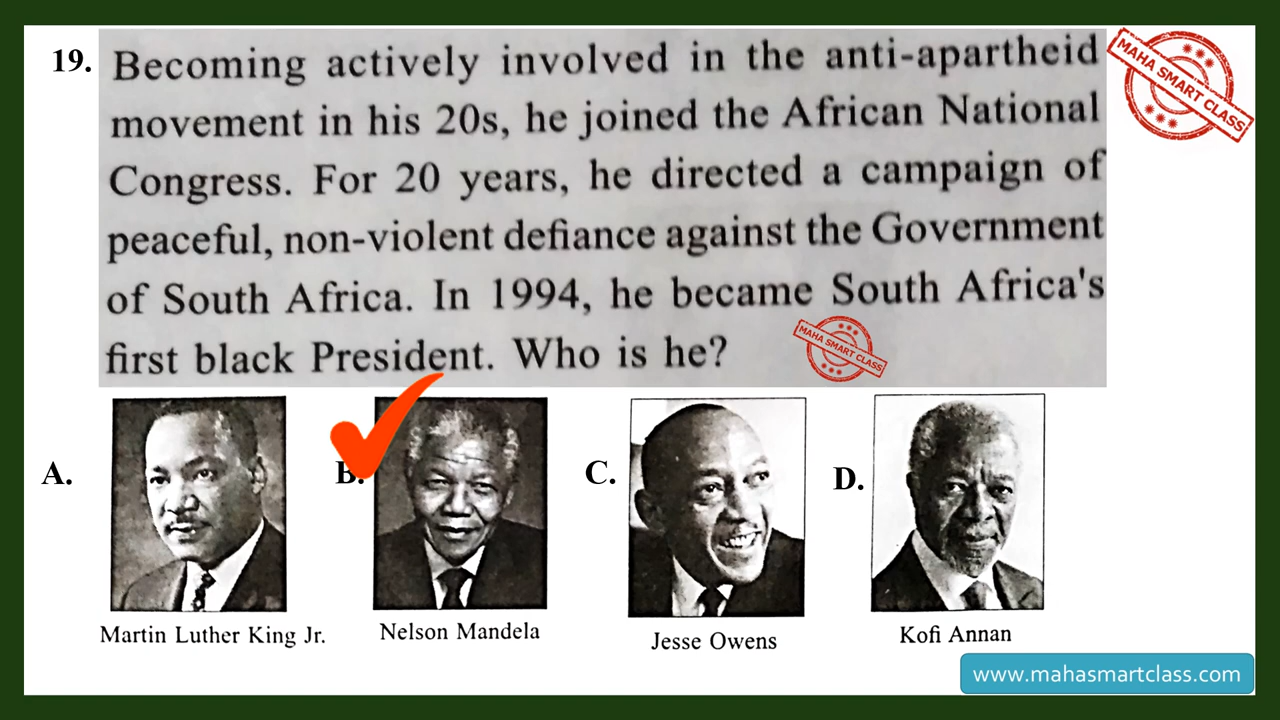 19. Becoming actively involved in the anti-apartheid
movement in his 20s, he joined the African National
Congress. For 20 years, he directed a campaign of
peaceful, non-violent defiance against the Government
of South Africa. In 1994, he became South Africa's
first black President. Who is he?
MAHA SMART CLASS
MAHA SMART CLASS
A.
B.
C.
D.
Martin Luther King Jr.
Nelson Mandela
Jesse Owens
Kofi Annan
www.mahasmartclass.com